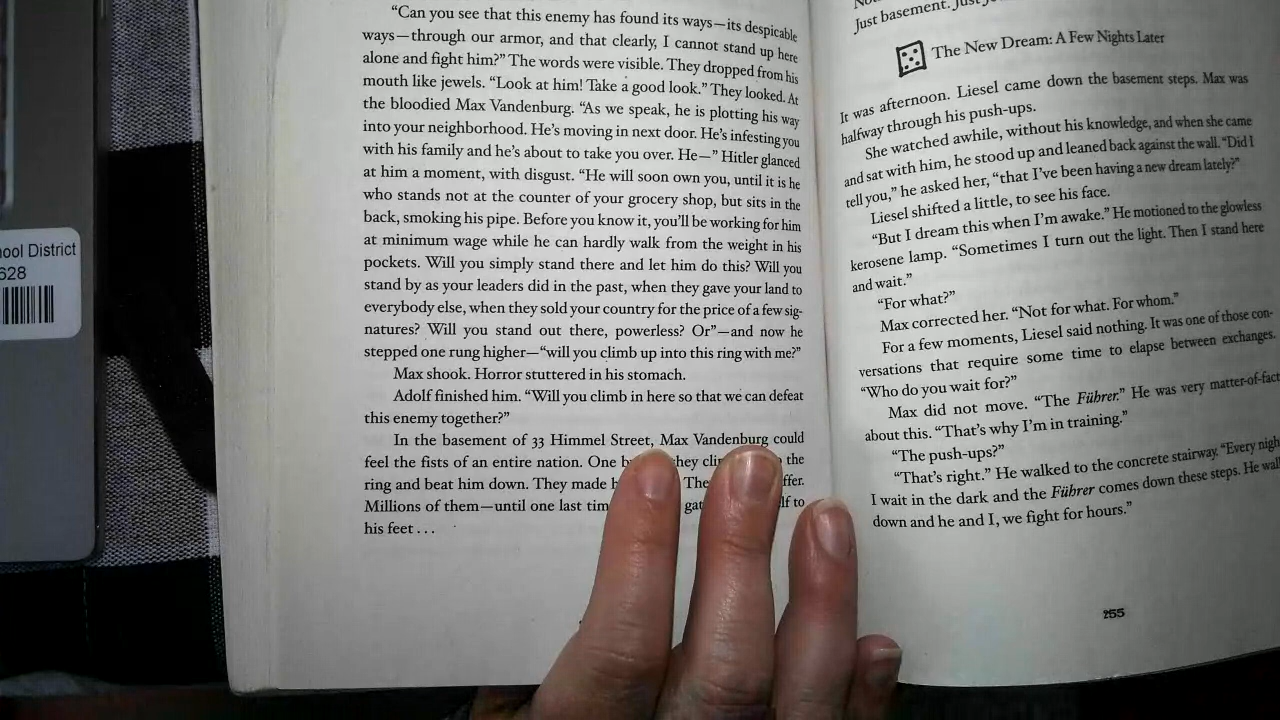 “Can you see that this enemy has found its ways—its despicable
ways—through our armor, and that clearly, I cannot stand up here
alone and fight him?” The words were visible. They dropped from his
mouth like jewels. “Look at him! Take a good look.” They looked. At
the bloodied Max Vandenburg. “As we speak, he is plotting his way
into your neighborhood. He’s moving in next door. He’s infesting you
with his family and he’s about to take you over. He—” Hitler glanced
at him a moment, with disgust. “He will soon own you, until it is he
who stands not at the counter of your grocery shop, but sits in the
back, smoking his pipe. Before you know it, you’ll be working for him
at minimum wage while he can hardly walk from the weight in his
pockets. Will you simply stand there and let him do this? Will you
stand by as your leaders did in the past, when they gave your land to
everybody else, when they sold your country for the price of a few sig-
natures? Will you stand out there, powerless? Or”—and now he
stepped one rung higher—“will you climb up into this ring with me?”
Max shook. Horror stuttered in his stomach.
Adolf finished him. “Will you climb in here so that we can defeat
this enemy together?”
In the basement of 33 Himmel Street, Max Vandenburg could
feel the fists of an entire nation. One they the
ring and beat him down. They made
Millions of them—until one last to
his feet . . .
Just basement.
The New Dream: A Few Nights Later
It was afternoon. Liesel came down the basement steps. Max was
halfway through his push-ups.
She watched awhile, without his knowledge, and when she came
and sat with him, he stood up and leaned back against the wall. “Did I
tell you,” he asked her, “that I’ve been having a new dream lately?”
Liesel shifted a little, to see his face.
“But I dream this when I’m awake.” He motioned to the glowless
kerosene lamp. “Sometimes I turn out the light. Then I stand here
and wait.”
“For what?”
Max corrected her. “Not for what. For whom.”
For a few moments, Liesel said nothing. It was one of those con-
versations that require some time to elapse between exchanges.
“Who do you wait for?”
Max did not move. “The Führer.” He was very matter-of-fact
about this. “That’s why I’m in training.”
“The push-ups?”
“That’s right.” He walked to the concrete stairway. “Every nigh
I wait in the dark and the Führer comes down these steps. He wal
down and he and I, we fight for hours.”
255
ool District
628